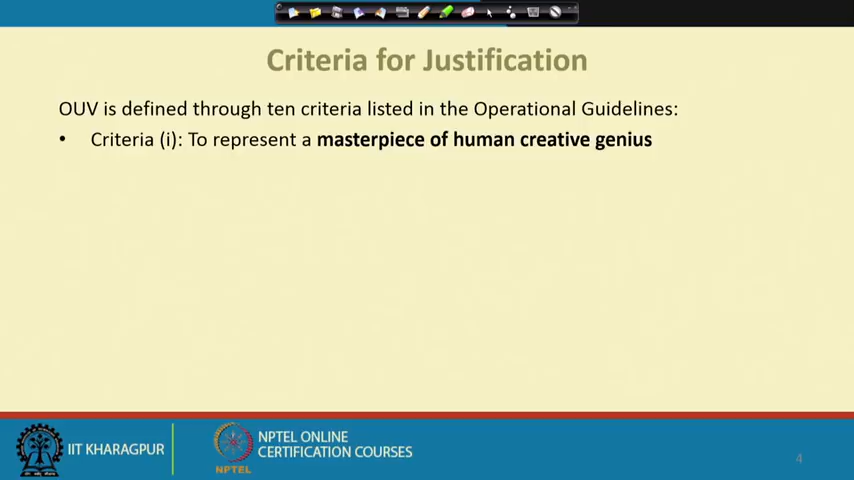 Criteria for Justification
OUV is defined through ten criteria listed in the Operational Guidelines:
• Criteria (i): To represent a masterpiece of human creative genius
IIT KHARAGPUR
NPTEL
NPTEL ONLINE
CERTIFICATION COURSES
4